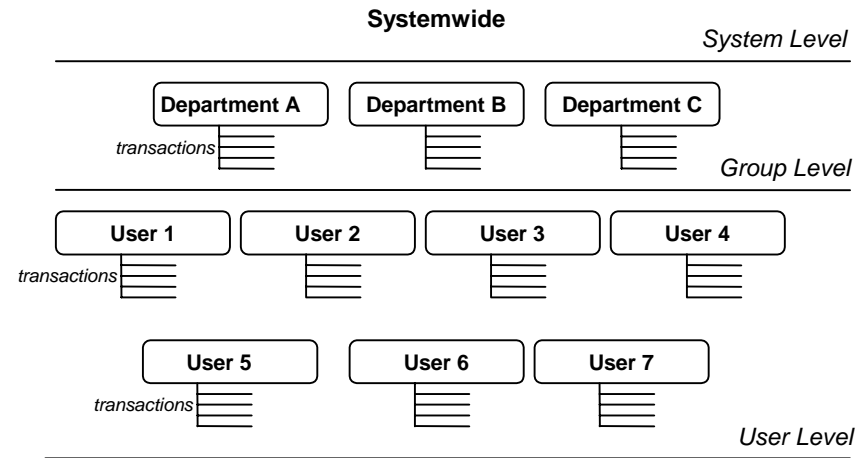 Systemwide
System Level
Department A Department B Department C
transactions
Group Level
User 1 User 2 User 3 User 4
transactions
User 5 User 6 User 7
transactions
User Level